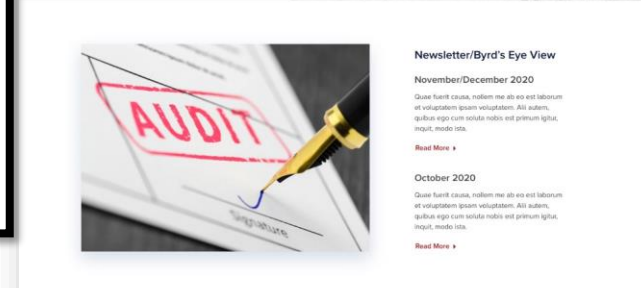 AUDIT
Signature
Newsletter/Byrd's Eye View
November/December 2020
Quae fuerit causa, nollem me ab eo est laborum
et voluptatem ipsam voluptatem. Alii autem,
quibus ego cum soluta nobis est primum igitur,
inquit, modo ista.
Read More
October 2020
Quae fuerit causa, nollem me ab eo est laborum
et voluptatem ipsam voluptatem. Alii autem,
quibus ego cum soluta nobis est primum igitur,
inquit, modo ista.
Read More